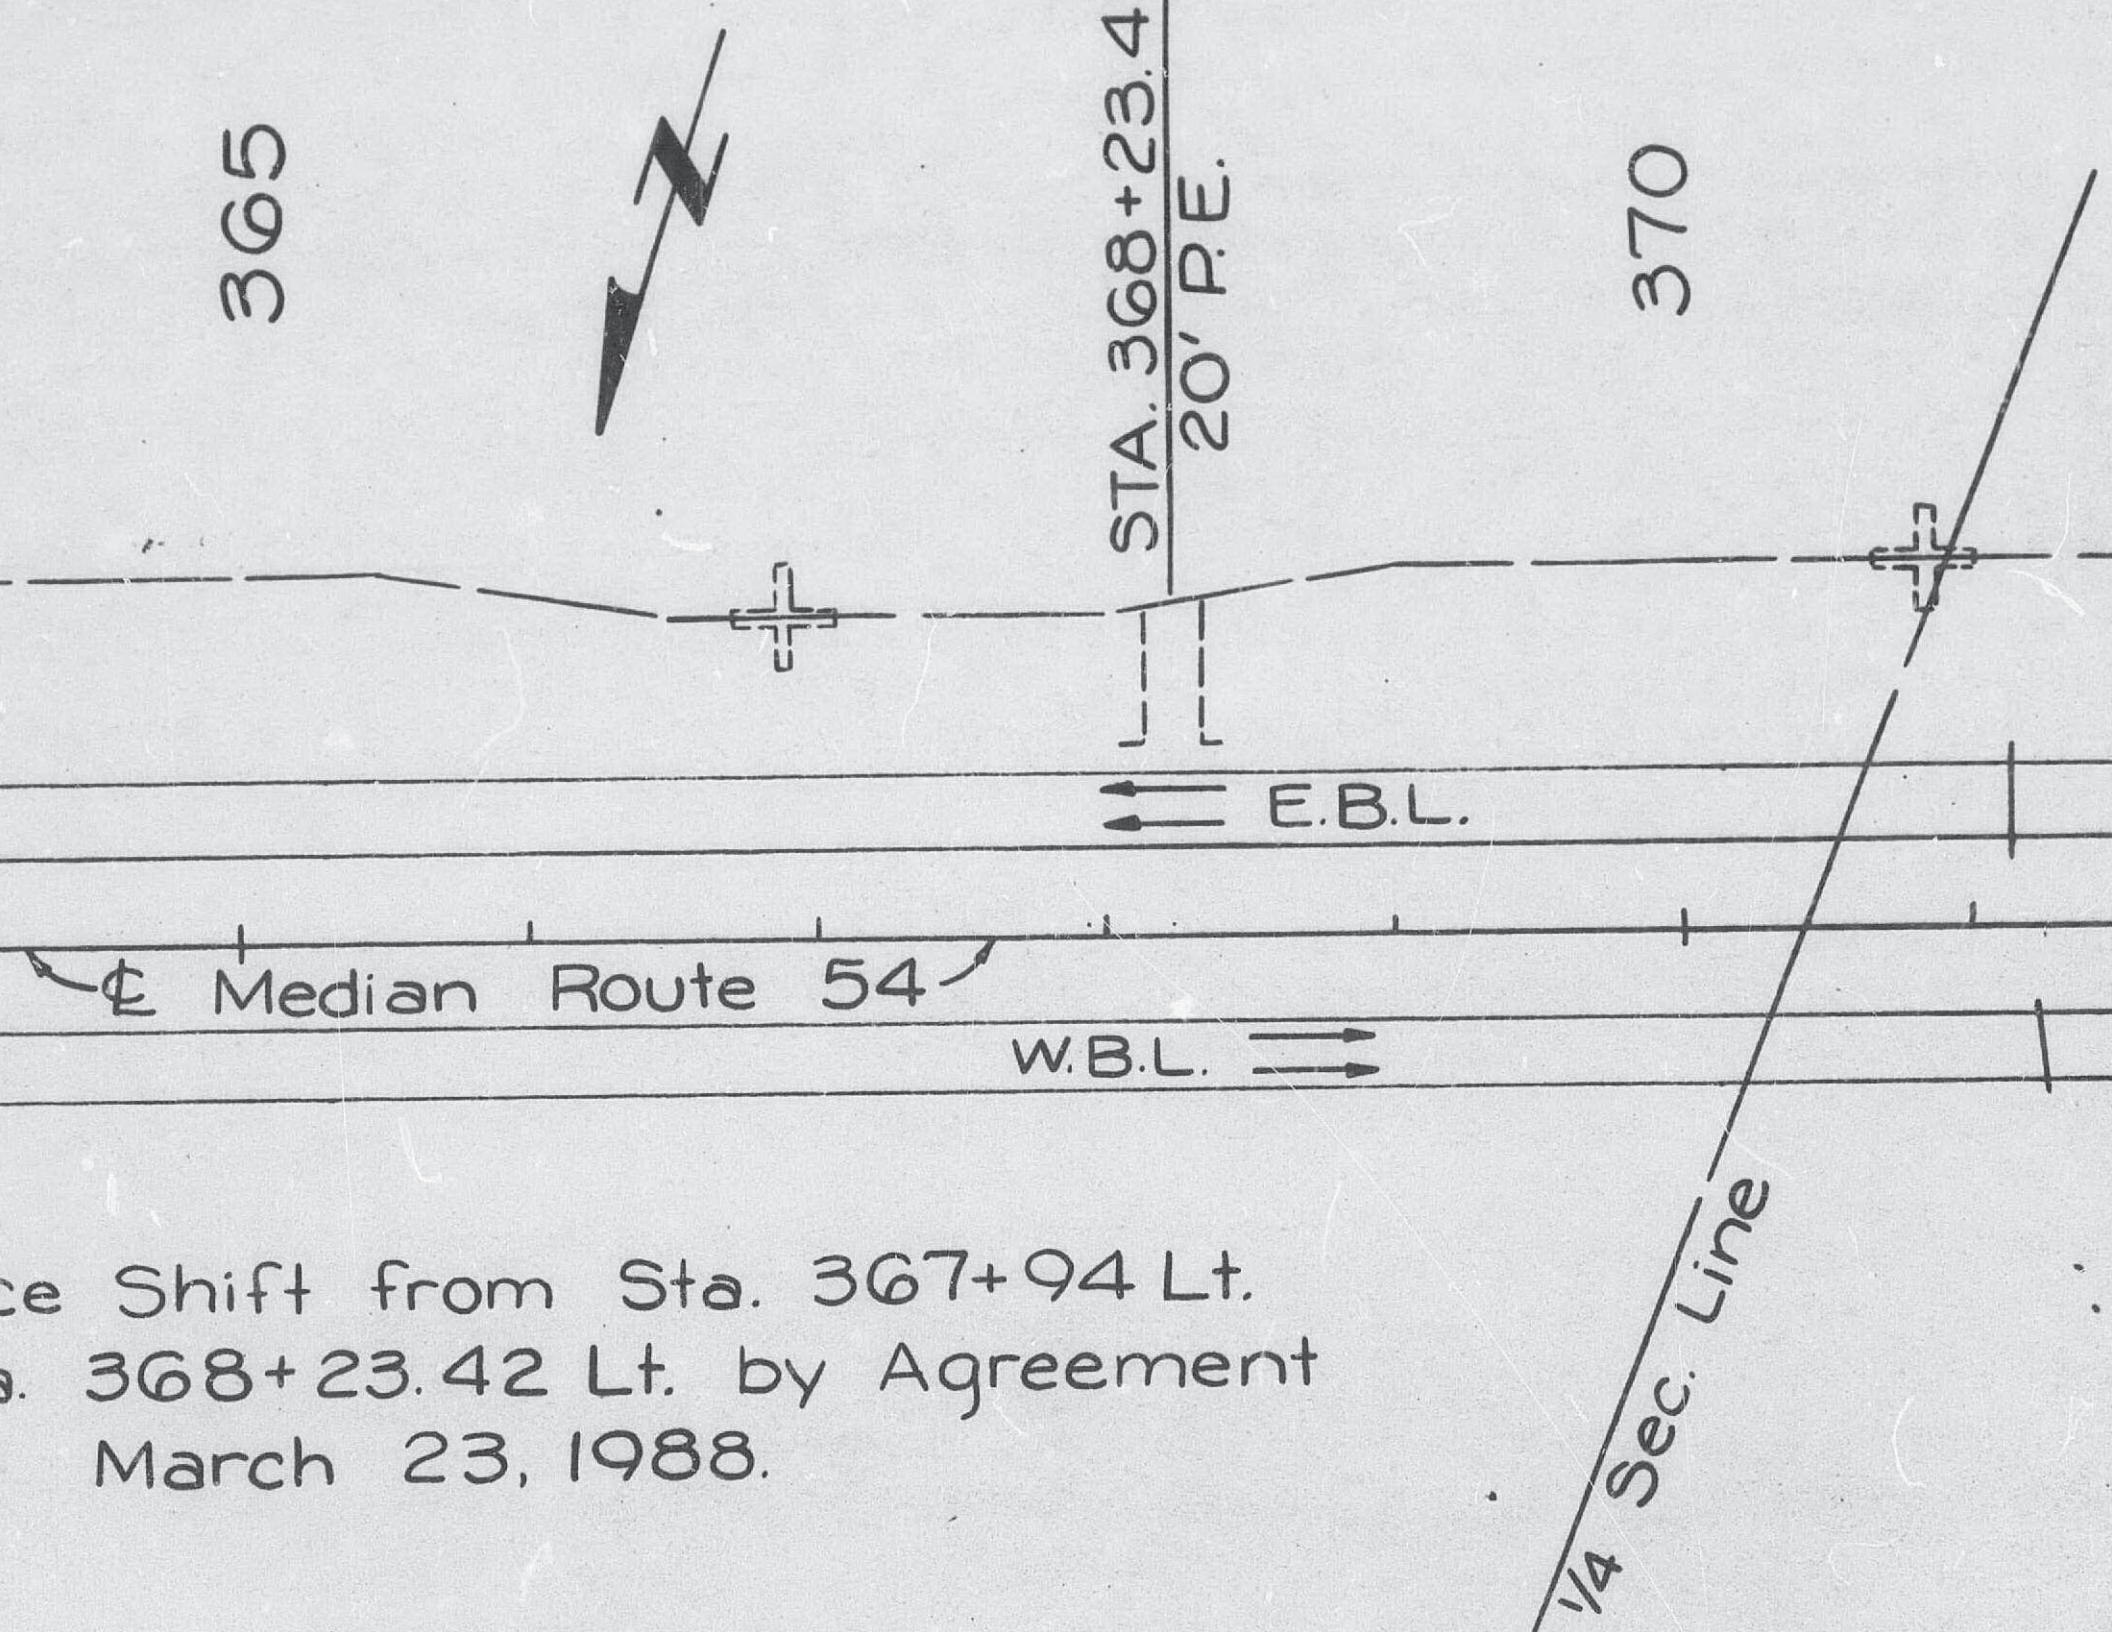 365
N
STA. 368+23.4
20' P.E.
370
E.B.L.
℄ Median Route 54
W.B.L.
Shift from Sta. 367+94 Lt.
368+23.42 Lt. by Agreement
March 23, 1988.
1/4 Sec. Line